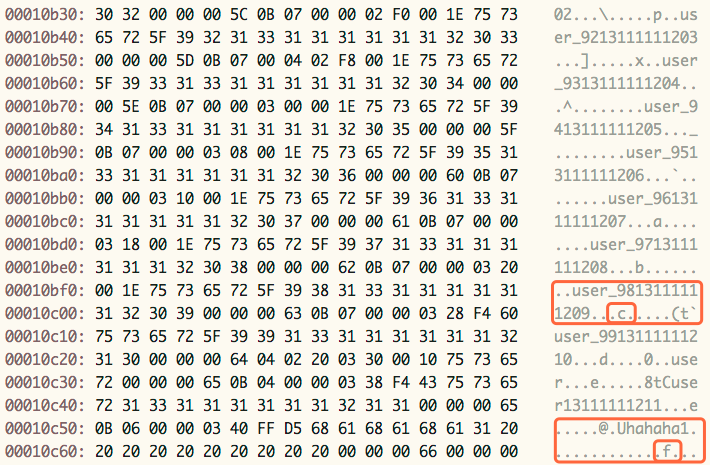 00010b30: 30 32 00 00 00 5C 0B 07 00 00 02 F0 00 1E 75 73 02...\.....p..us
00010b40: 65 72 5F 39 32 31 33 31 31 31 31 31 31 32 30 33 er_9213111111203
00010b50: 00 00 00 5D 0B 07 00 04 02 F8 00 1E 75 73 65 72 ...].....x..user
00010b60: 5F 39 33 31 33 31 31 31 31 31 31 32 30 34 00 00 _9313111111204..
00010b70: 00 5E 0B 07 00 00 03 00 00 1E 75 73 65 72 5F 39 .^........user_9
00010b80: 34 31 33 31 31 31 31 31 31 32 30 35 00 00 00 5F 413111111205..._
00010b90: 0B 07 00 00 03 08 00 1E 75 73 65 72 5F 39 35 31 ........user_951
00010ba0: 33 31 31 31 31 31 31 32 30 36 00 00 00 60 0B 07 3111111206...`..
00010bb0: 00 00 03 10 00 1E 75 73 65 72 5F 39 36 31 33 31 ......user_96131
00010bc0: 31 31 31 31 31 32 30 37 00 00 00 61 0B 07 00 00 11111207...a....
00010bd0: 03 18 00 1E 75 73 65 72 5F 39 37 31 33 31 31 31 ....user_9713111
00010be0: 31 31 31 32 30 38 00 00 00 62 0B 07 00 00 03 20 111208...b.....
00010bf0: 00 1E 75 73 65 72 5F 39 38 31 33 31 31 31 31 31 ..user_981311111
00010c00: 31 32 30 39 00 00 00 63 0B 07 00 00 03 28 F4 60 1209...c.....(t`
00010c10: 75 73 65 72 5F 39 39 31 33 31 31 31 31 31 31 32 user_99131111112
00010c20: 31 30 00 00 00 64 04 02 20 03 30 00 10 75 73 65 10...d....0..use
00010c30: 72 00 00 00 65 0B 04 00 00 03 38 F4 43 75 73 65 r...e.....8tCuse
00010c40: 72 31 33 31 31 31 31 31 31 32 31 31 00 00 00 65 r13111111211...e
00010c50: 0B 06 00 00 03 40 FF D5 68 61 68 61 68 61 31 20 .....@.Uhahaha1.
00010c60: 20 20 20 20 20 20 20 20 20 00 00 00 66 00 00 00 ............f...